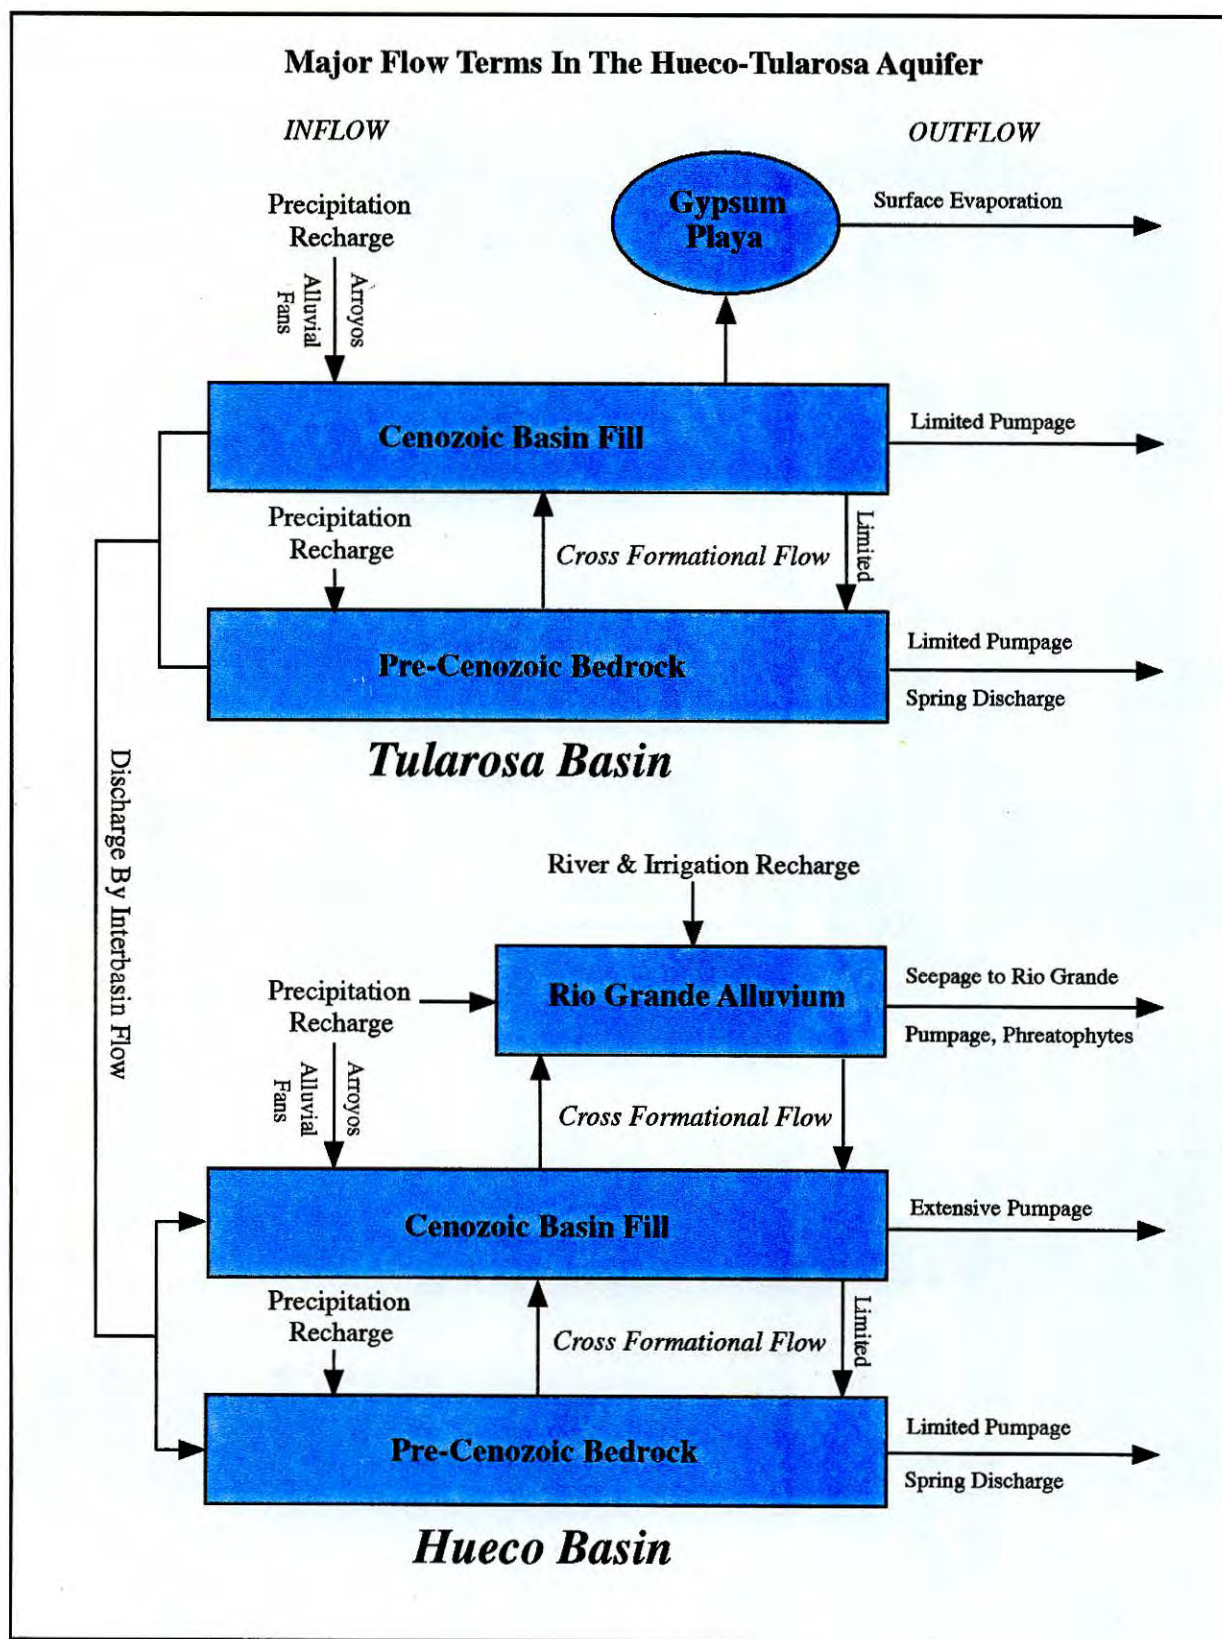 Major Flow Terms In The Hueco-Tularosa Aquifer
INFLOW
OUTFLOW
Precipitation
Recharge
Gypsum
Playa
Surface Evaporation
Arroyos
Alluvial
Fans
Cenozoic Basin Fill
Limited Pumpage
Precipitation
Recharge
Cross Formational Flow
Limited
Pre-Cenozoic Bedrock
Limited Pumpage
Spring Discharge
Tularosa Basin
Discharge By Interbasin Flow
River & Irrigation Recharge
Precipitation
Recharge
Rio Grande Alluvium
Seepage to Rio Grande
Pumpage, Phreatophytes
Arroyos
Alluvial
Fans
Cross Formational Flow
Cenozoic Basin Fill
Extensive Pumpage
Precipitation
Recharge
Cross Formational Flow
Limited
Pre-Cenozoic Bedrock
Limited Pumpage
Spring Discharge
Hueco Basin